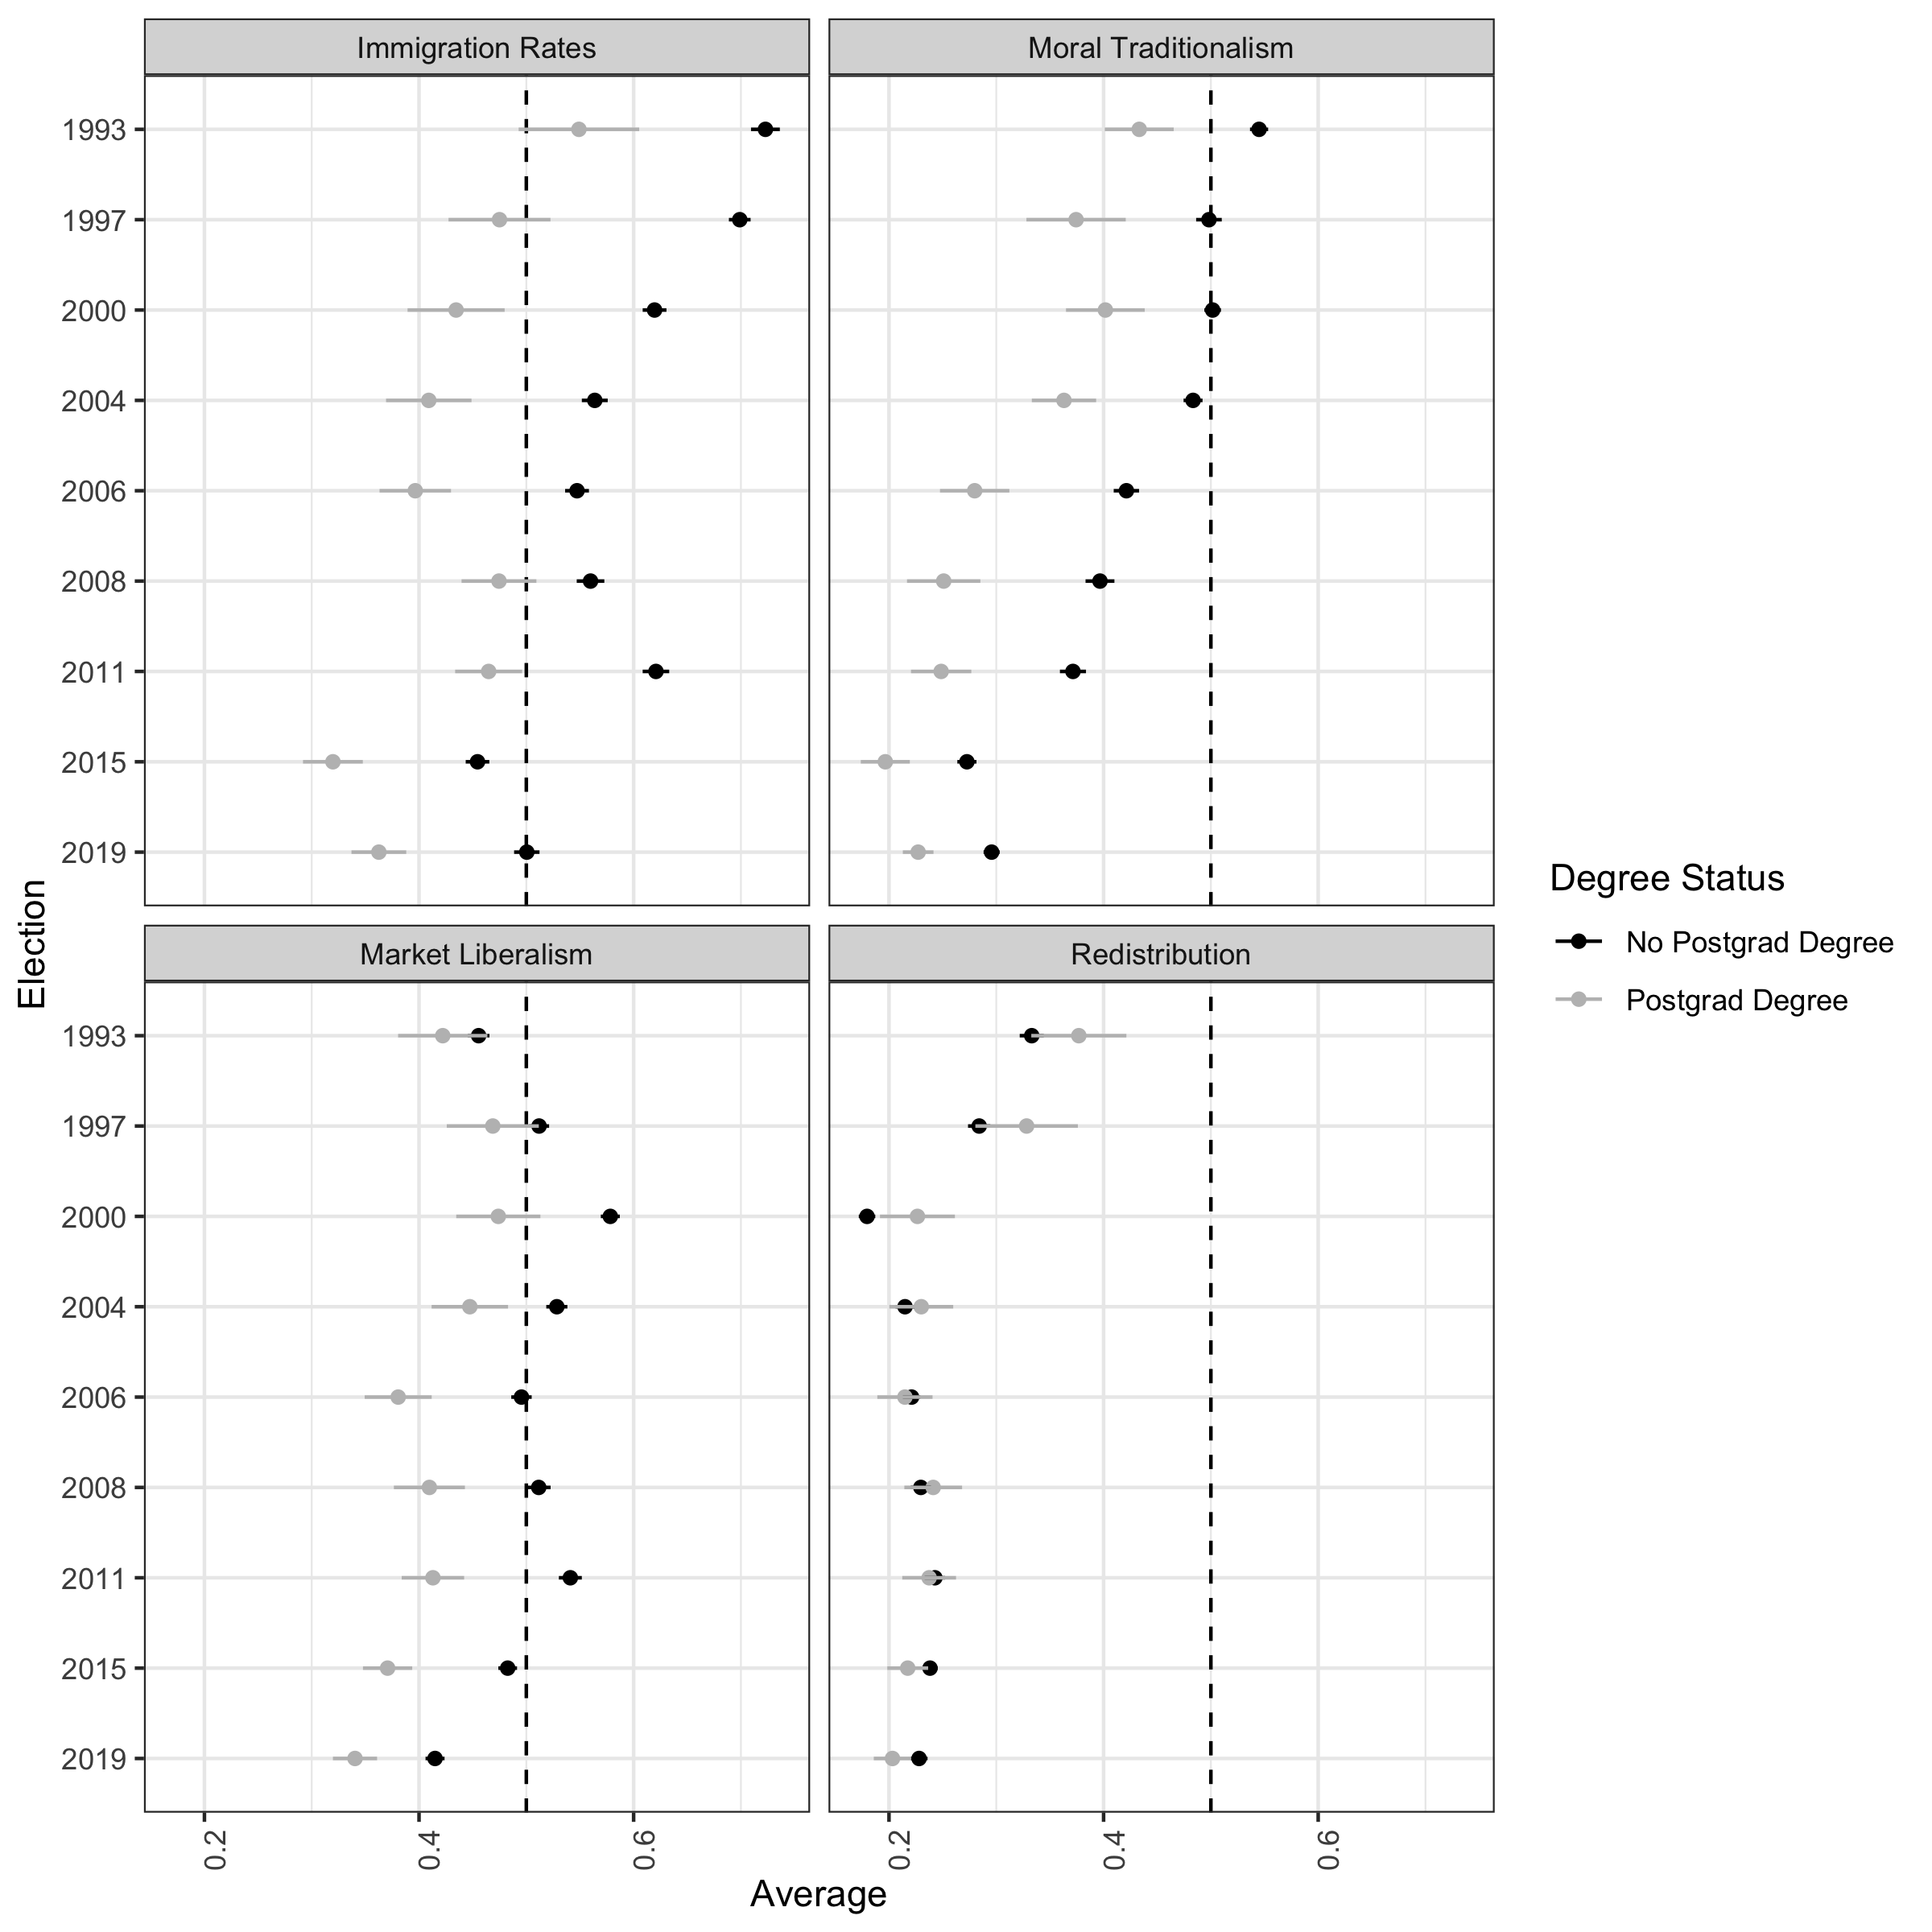 Immigration Rates
Moral Traditionalism
1993
1997
2000
2004
2006
2008
2011
2015
2019
Market Liberalism
Redistribution
1993
1997
2000
2004
2006
2008
2011
2015
2019
0.2
0.4
0.6
0.2
0.4
0.6
Average
Election
Degree Status
No Postgrad Degree
Postgrad Degree